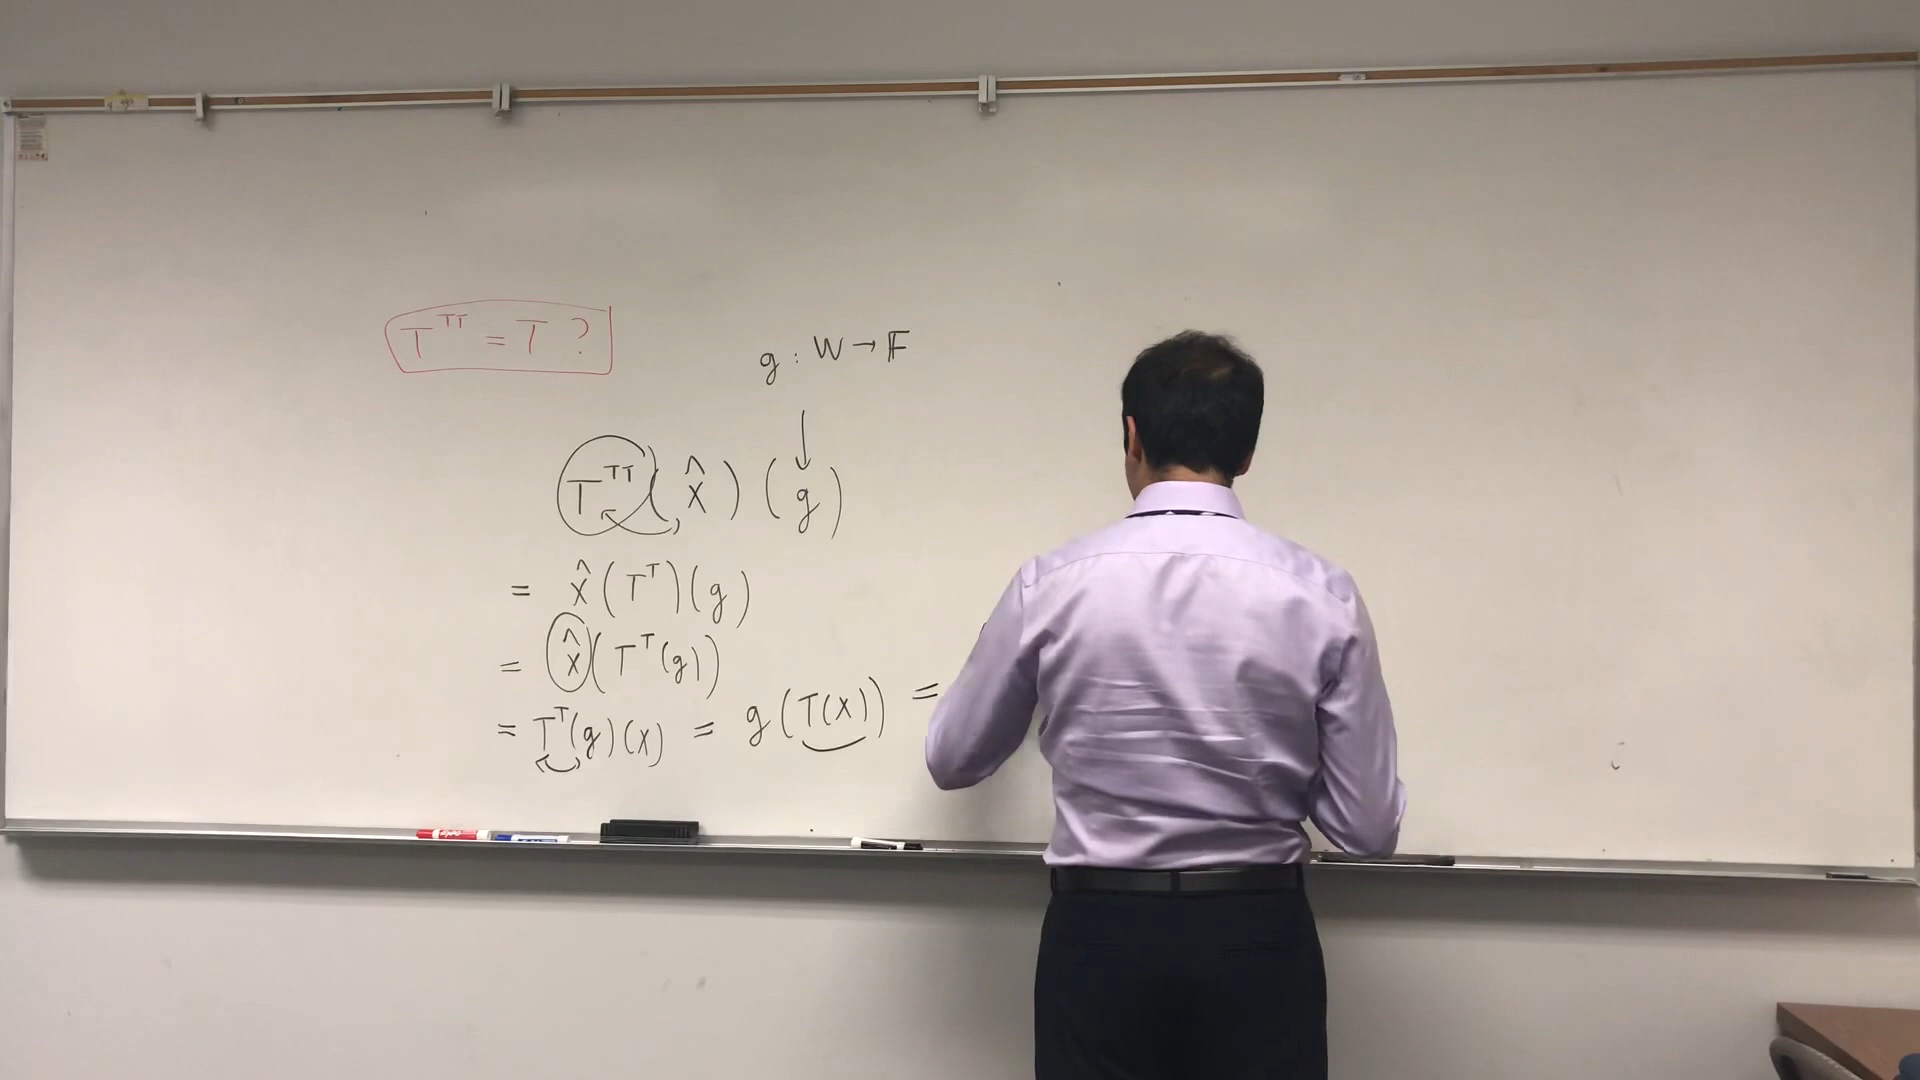 T^TT = T ?
g : W → 𝔽
T^TT (x̂) (g)
= x̂ (T^T)(g)
= x̂ (T^T(g))
= T^T(g)(x) = g(T(x)) =